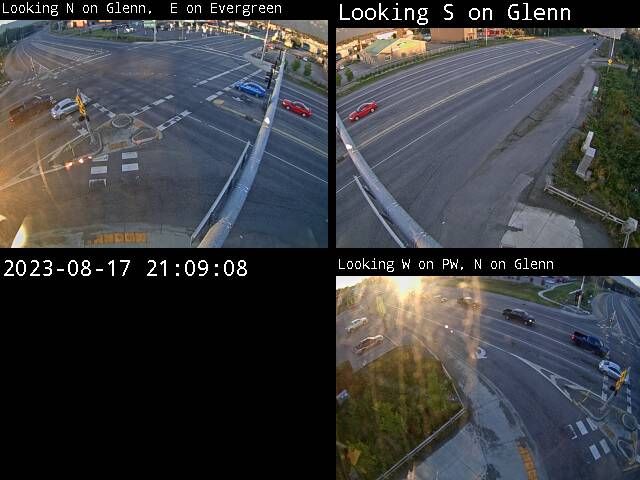 Looking N on Glenn,  E on Evergreen
Looking S on Glenn
2023-08-17 21:09:08
Looking W on PW, N on Glenn